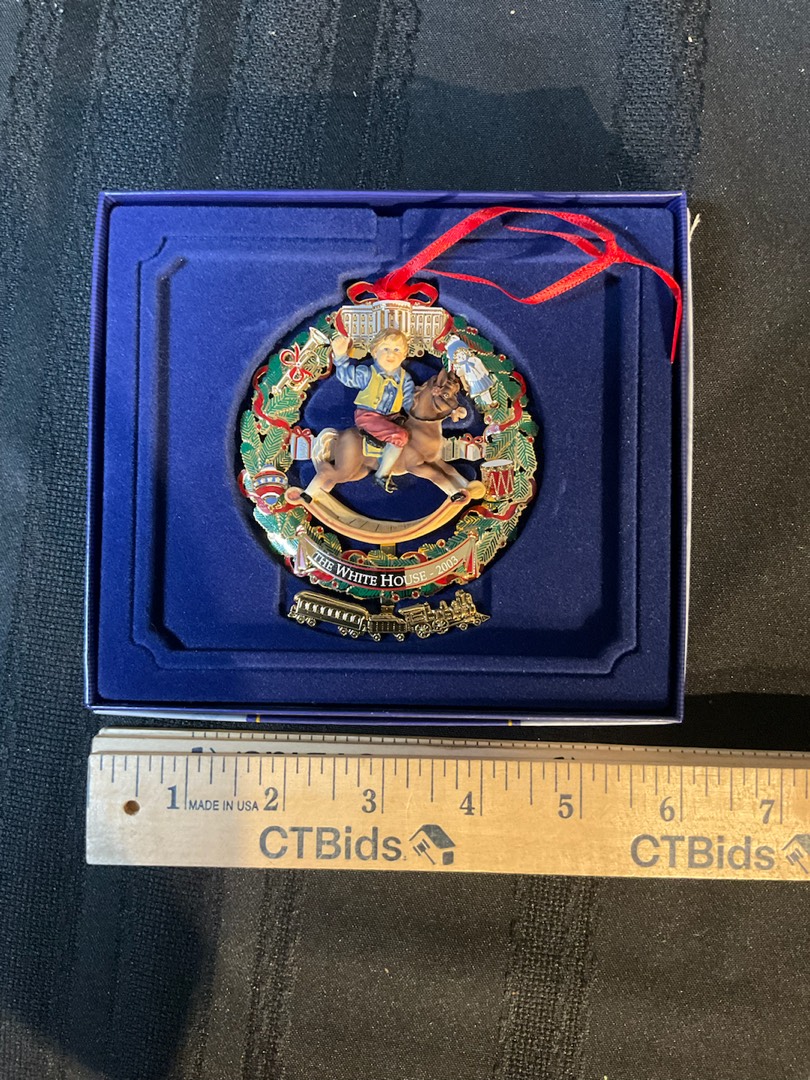 THE WHITE HOUSE - 2003
1 MADE IN USA 2 3 4 5 6 7
CTBids. CTBids